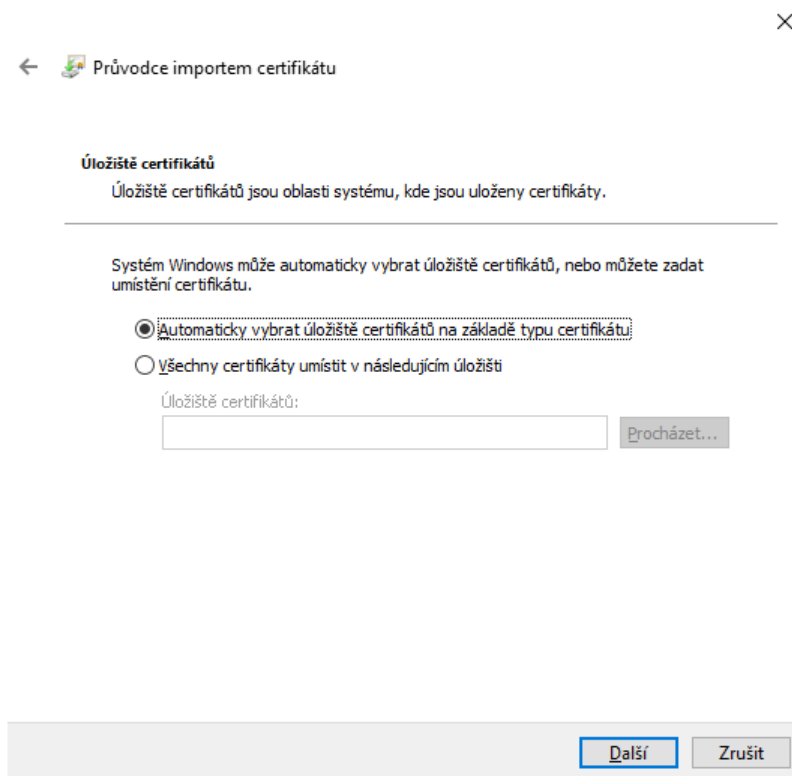 Průvodce importem certifikátu
Úložiště certifikátů
Úložiště certifikátů jsou oblasti systému, kde jsou uloženy certifikáty.
Systém Windows může automaticky vybrat úložiště certifikátů, nebo můžete zadat
umístění certifikátu.
Automaticky vybrat úložiště certifikátů na základě typu certifikátu
Všechny certifikáty umístit v následujícím úložišti
Úložiště certifikátů:
Procházet...
Další
Zrušit